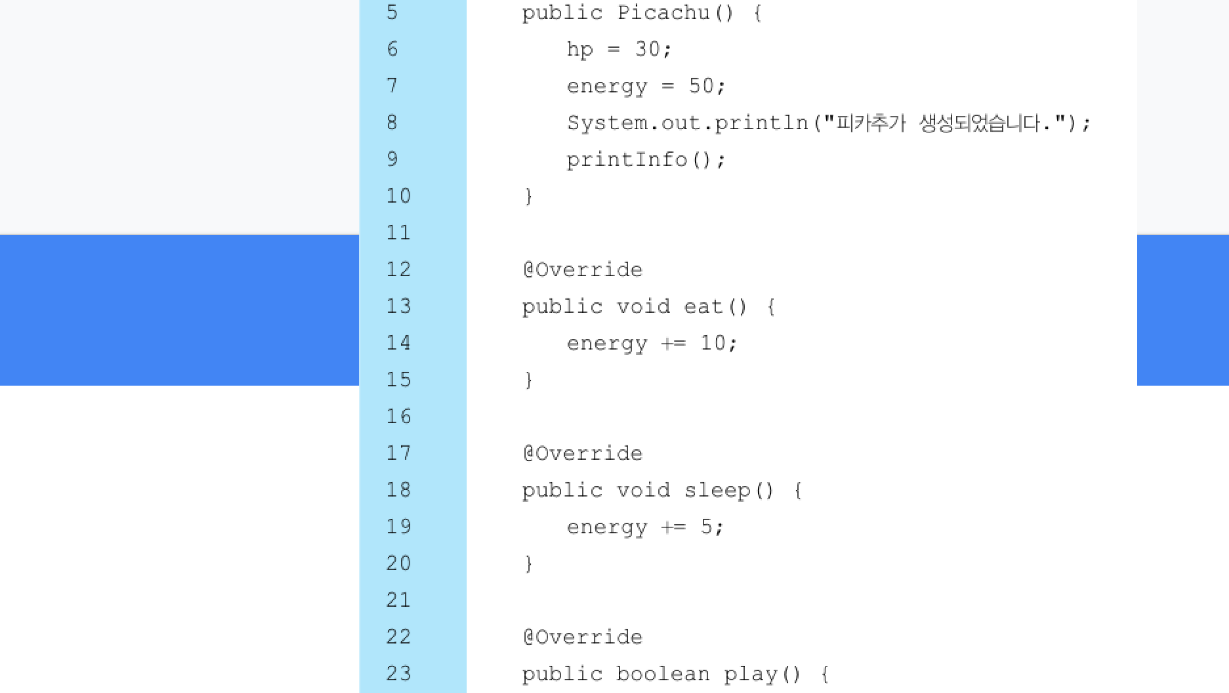 5 public Picachu() {
6 hp = 30;
7 energy = 50;
8 System.out.println("피카추가 생성되었습니다.");
9 printInfo();
10 }
11
12 @Override
13 public void eat() {
14 energy += 10;
15 }
16
17 @Override
18 public void sleep() {
19 energy += 5;
20 }
21
22 @Override
23 public boolean play() {